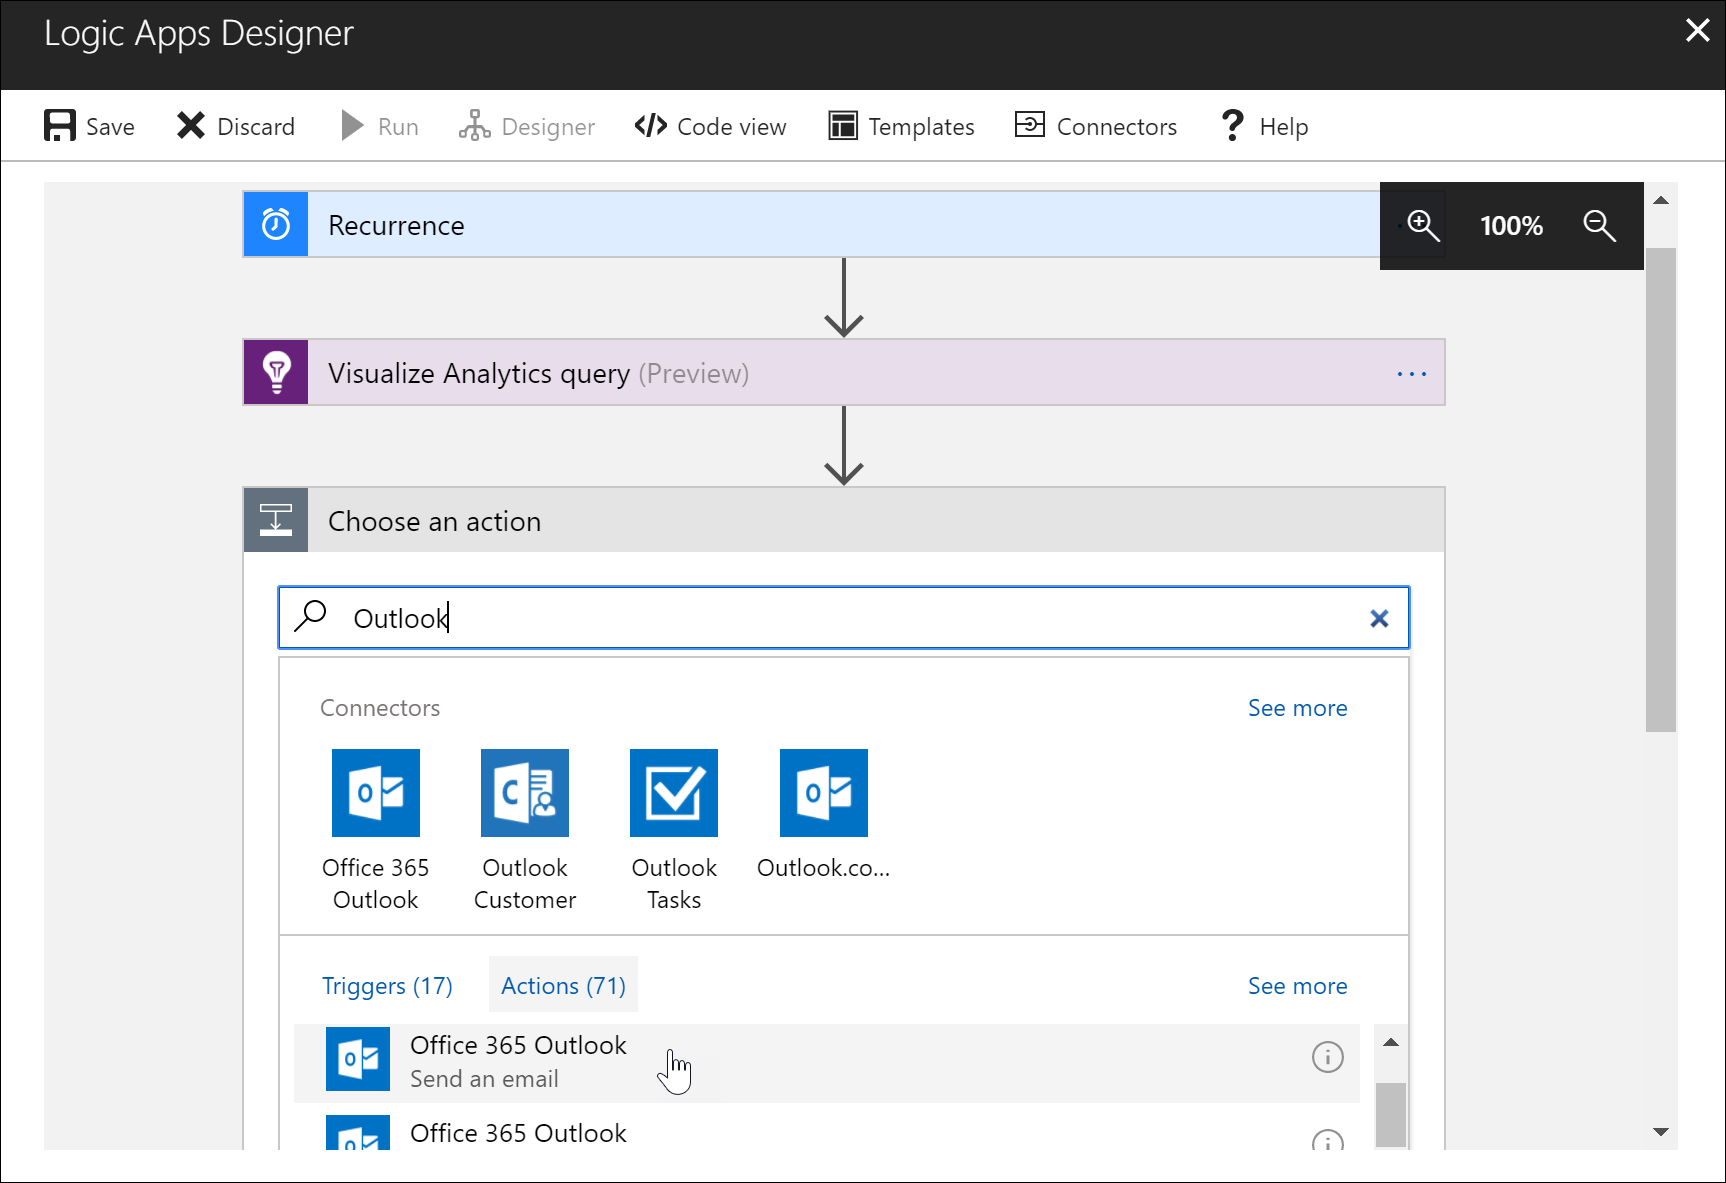 Logic Apps Designer
Save Discard Run Designer Code view Templates Connectors Help
Recurrence
100%
Visualize Analytics query (Preview)
Choose an action
Outlook
Connectors See more
Office 365 Outlook Outlook Outlook.co...
Outlook Customer Tasks
Triggers (17) Actions (71) See more
Office 365 Outlook
Send an email
Office 365 Outlook